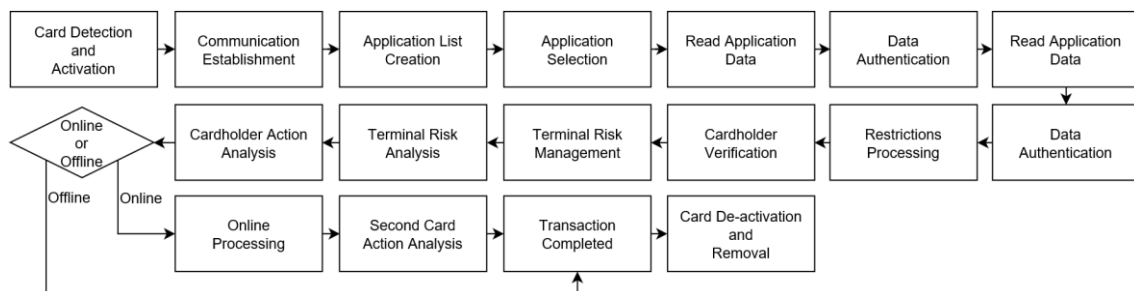 Card Detection
and
Activation
Communication
Establishment
Application List
Creation
Application
Selection
Read Application
Data
Data
Authentication
Read Application
Data
Data
Authentication
Restrictions
Processing
Cardholder
Verification
Terminal Risk
Management
Terminal Risk
Analysis
Cardholder Action
Analysis
Online
or
Offline
Offline
Online
Online
Processing
Second Card
Action Analysis
Transaction
Completed
Card De-activation
and
Removal